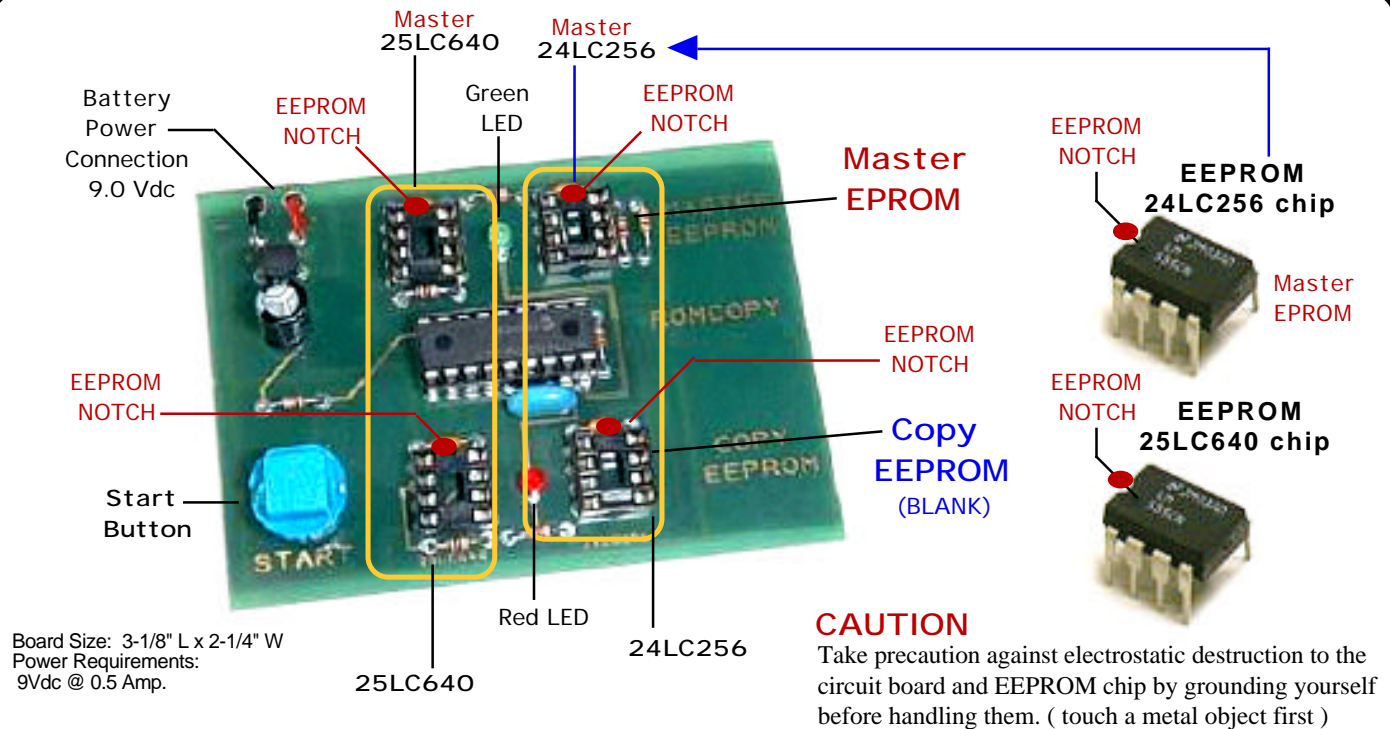 Master
25LC640
Master
24LC256
Battery
Power
Connection
9.0 Vdc
EEPROM
NOTCH
Green
LED
EEPROM
NOTCH
Master
EPROM
EEPROM
NOTCH
EEPROM
24LC256 chip
Master
EPROM
EEPRON
ROMCOPY
EEPROM
NOTCH
EEPROM
NOTCH
EEPROM
NOTCH
EEPROM
25LC640 chip
Copy
EEPROM
(BLANK)
COPY
EEPROM
Start
Button
START
Red LED
24LC256
25LC640
Board Size: 3-1/8" L x 2-1/4" W
Power Requirements:
9Vdc @ 0.5 Amp.
CAUTION
Take precaution against electrostatic destruction to the
circuit board and EEPROM chip by grounding yourself
before handling them. ( touch a metal object first )